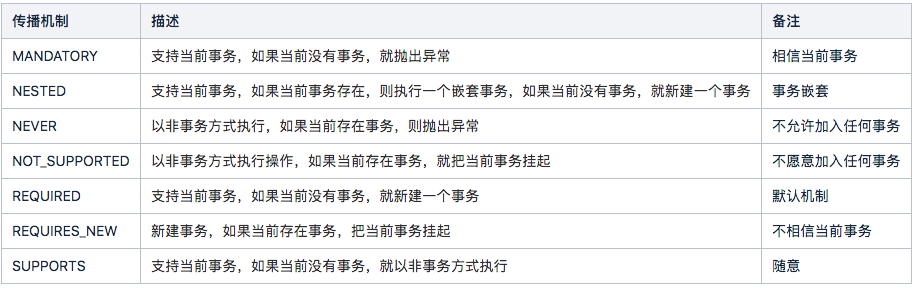 传播机制 描述 备注
MANDATORY 支持当前事务，如果当前没有事务，就抛出异常 相信当前事务
NESTED 支持当前事务，如果当前事务存在，则执行一个嵌套事务，如果当前没有事务，就新建一个事务 事务嵌套
NEVER 以非事务方式执行，如果当前存在事务，则抛出异常 不允许加入任何事务
NOT_SUPPORTED 以非事务方式执行操作，如果当前存在事务，就把当前事务挂起 不愿意加入任何事务
REQUIRED 支持当前事务，如果当前没有事务，就新建一个事务 默认机制
REQUIRES_NEW 新建事务，如果当前存在事务，把当前事务挂起 不相信当前事务
SUPPORTS 支持当前事务，如果当前没有事务，就以非事务方式执行 随意